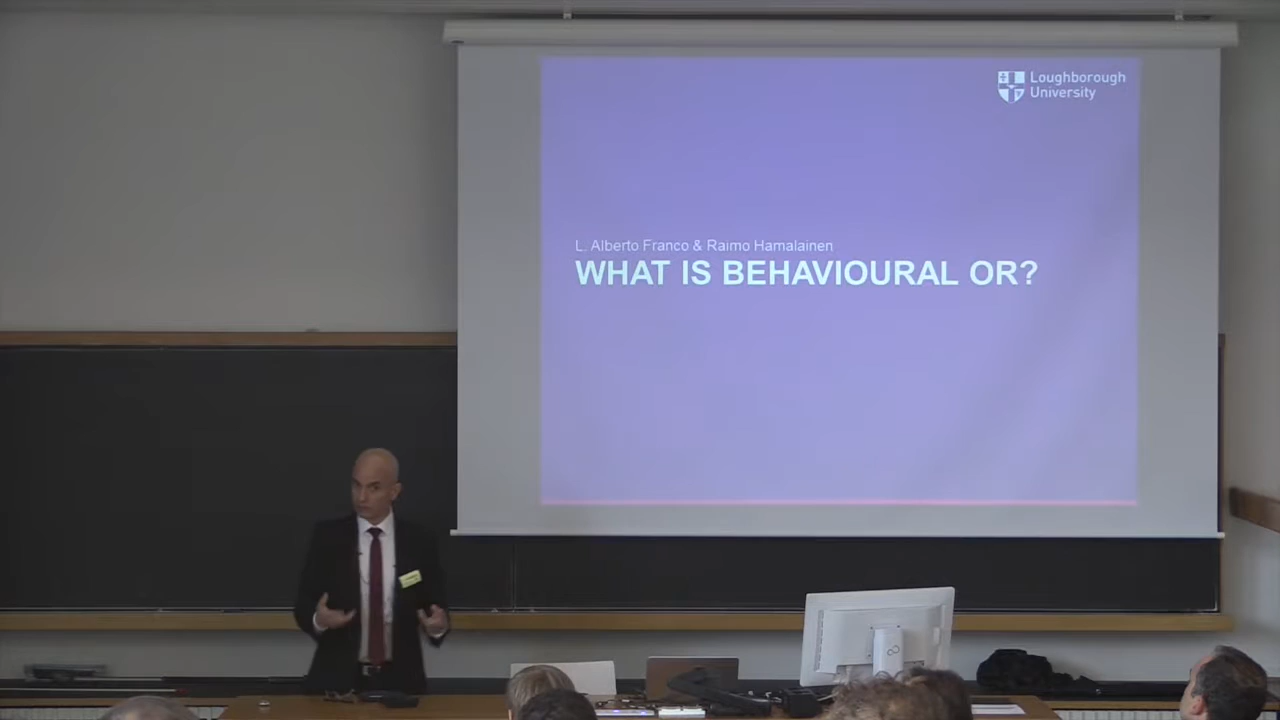 Loughborough
University
L. Alberto Franco & Raimo Hamalainen
WHAT IS BEHAVIOURAL OR?